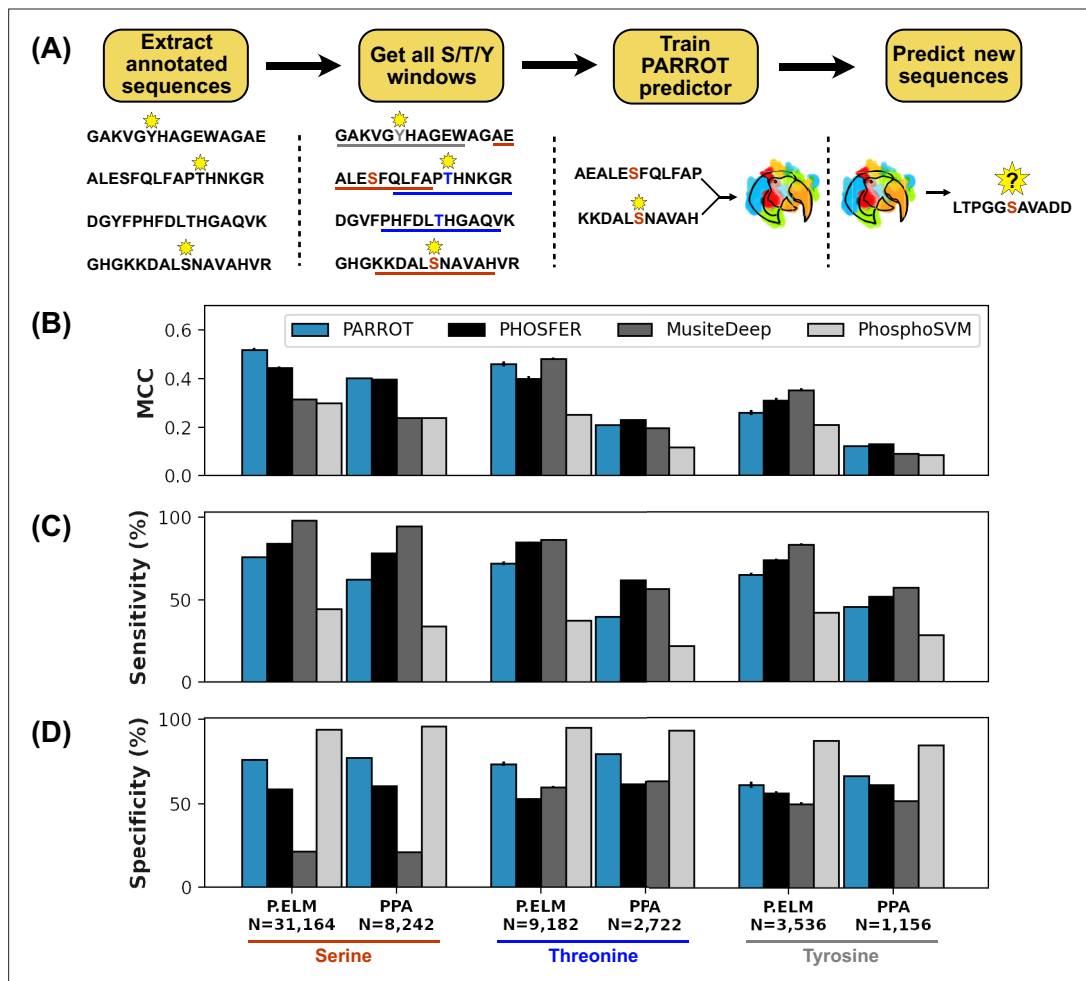 (A)
Extract
annotated
sequences
Get all S/T/Y
windows
Train
PARROT
predictor
Predict new
sequences
GAKVGYHAGEWAGAE
ALESFQLFAPTHNKGR
DGYFPHFDLTHGAQVK
GHGKKDALSNAVAHVR
GAKVGYHAGEWAGAE
ALESFQLFAPTHNKGR
DGVFPHFDLTHGAQVK
GHGKKDALSNAVAHVR
AEALESFQLFAP
KKDALSNAVAH
?
LTPGGSAVADD
(B)
PARROT PHOSFER MusiteDeep PhosphoSVM
MCC
0.6
0.4
0.2
0.0
(C)
Sensitivity (%)
100
50
0
(D)
Specificity (%)
100
50
0
P.ELM PPA P.ELM PPA P.ELM PPA
N=31,164 N=8,242 N=9,182 N=2,722 N=3,536 N=1,156
Serine Threonine Tyrosine